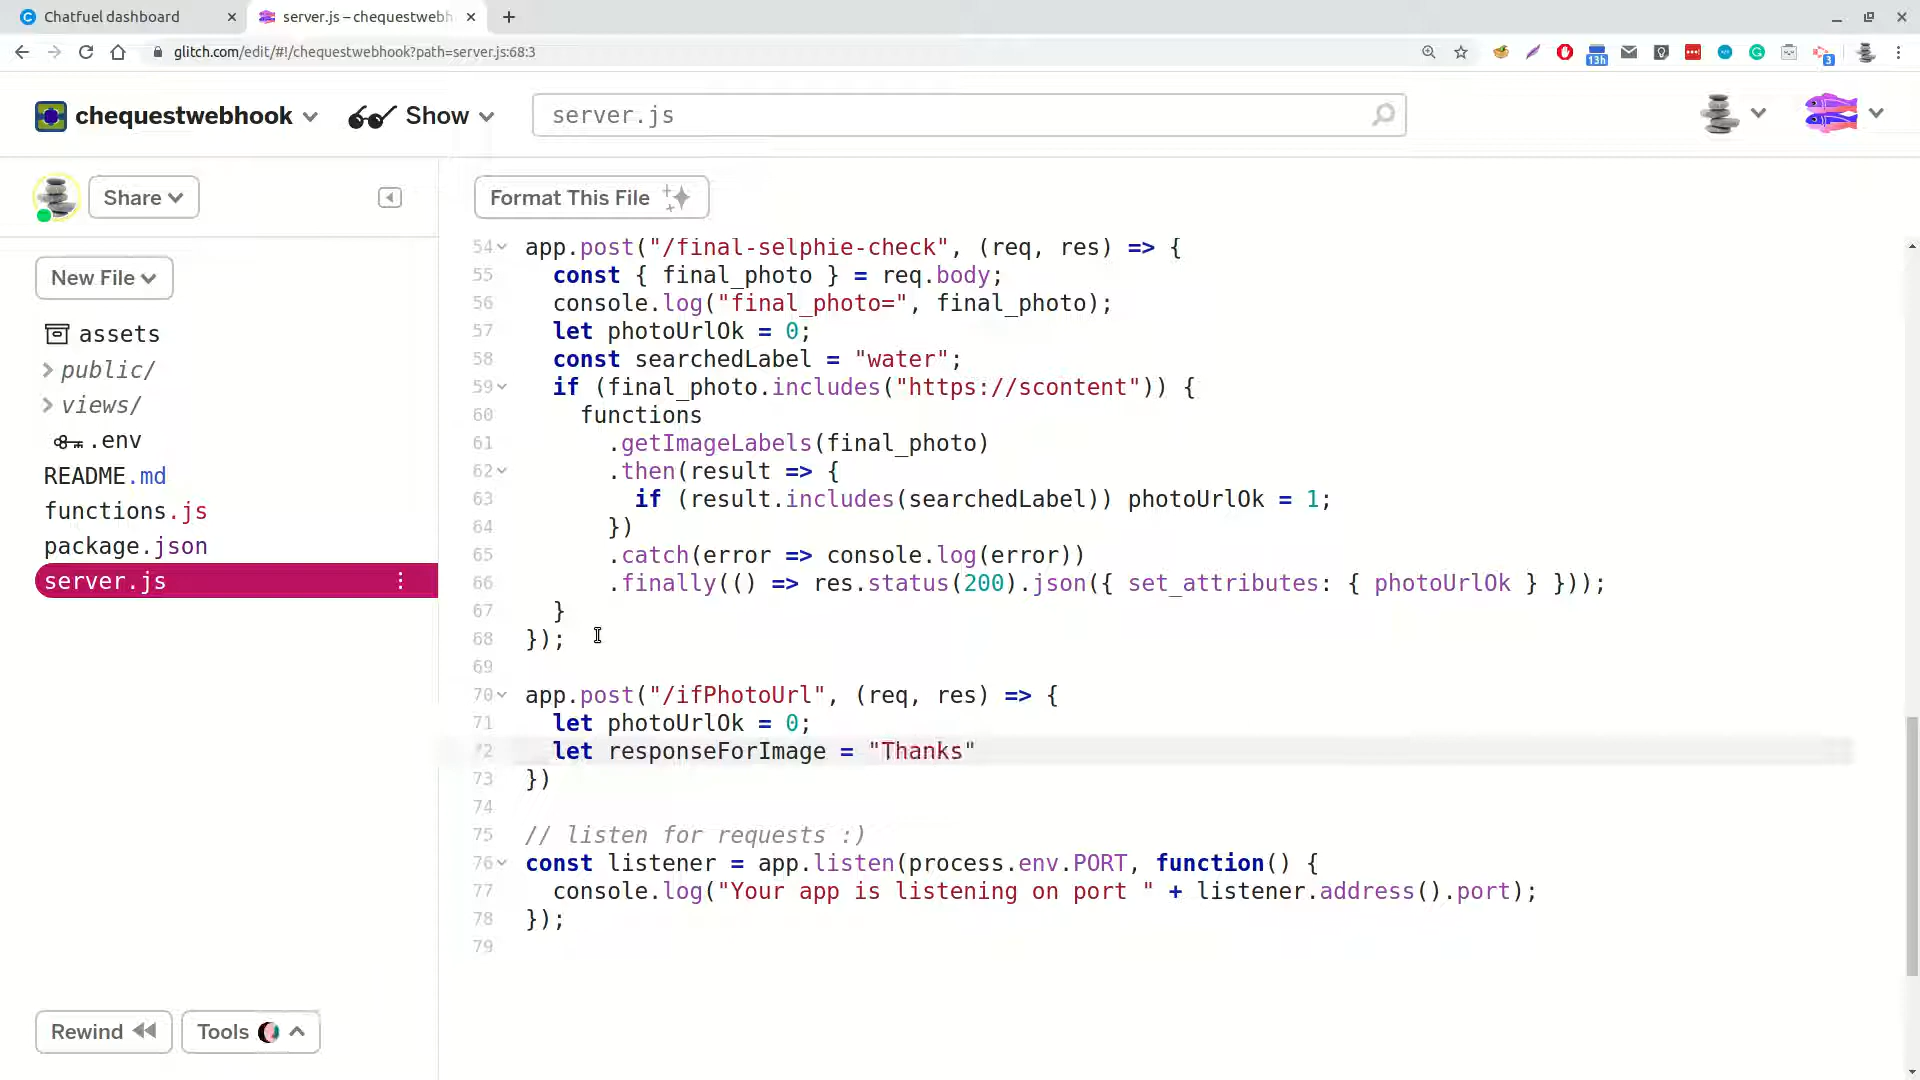 Chatfuel dashboard
server.js – chequestwebh
glitch.com/edit/#!/chequestwebhook?path=server.js:68:3
13h
3
chequestwebhook
Show
server.js
Share
Format This File
New File
assets
public/
views/
.env
README.md
functions.js
package.json
server.js
Rewind
Tools
54 app.post("/final-selphie-check", (req, res) => {
55 const { final_photo } = req.body;
56 console.log("final_photo=", final_photo);
57 let photoUrlOk = 0;
58 const searchedLabel = "water";
59 if (final_photo.includes("https://scontent")) {
60 functions
61 .getImageLabels(final_photo)
62 .then(result => {
63 if (result.includes(searchedLabel)) photoUrlOk = 1;
64 })
65 .catch(error => console.log(error))
66 .finally(() => res.status(200).json({ set_attributes: { photoUrlOk } }));
67 }
68 });
69
70 app.post("/ifPhotoUrl", (req, res) => {
71 let photoUrlOk = 0;
72 let responseForImage = "Thanks"
73 })
74
75 // listen for requests :)
76 const listener = app.listen(process.env.PORT, function() {
77 console.log("Your app is listening on port " + listener.address().port);
78 });
79